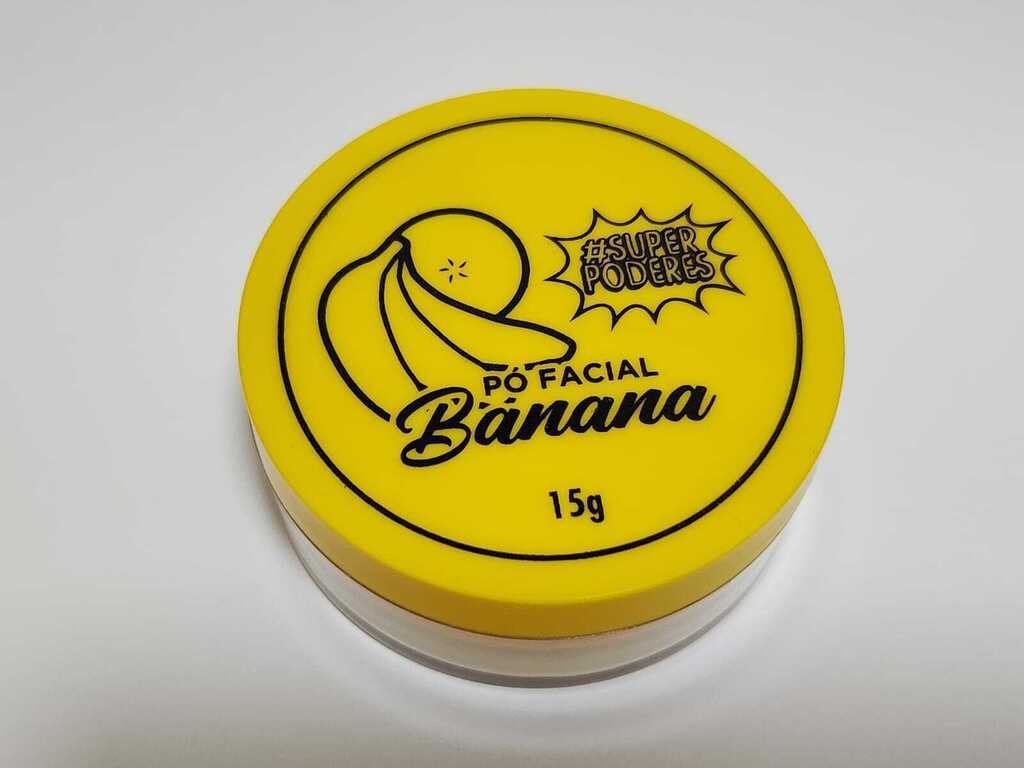 #SUPER
PODERES
PÓ FACIAL
Banana
15g